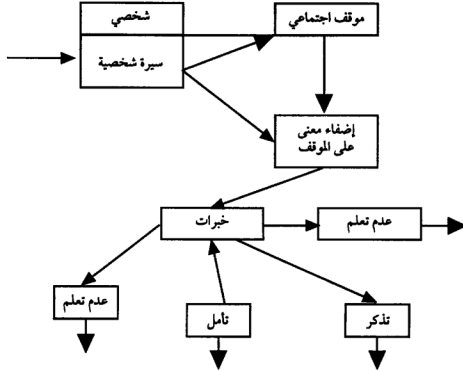 موقف اجتماعي
شخصي
سيرة شخصية
إضفاء معنى
على الموقف
خبرات
عدم تعلم
عدم تعلم
تأمل
تذكر